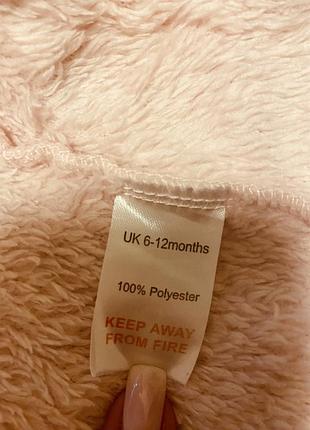 UK 6-12months
100% Polyester
KEEP AWAY
FROM FIRE